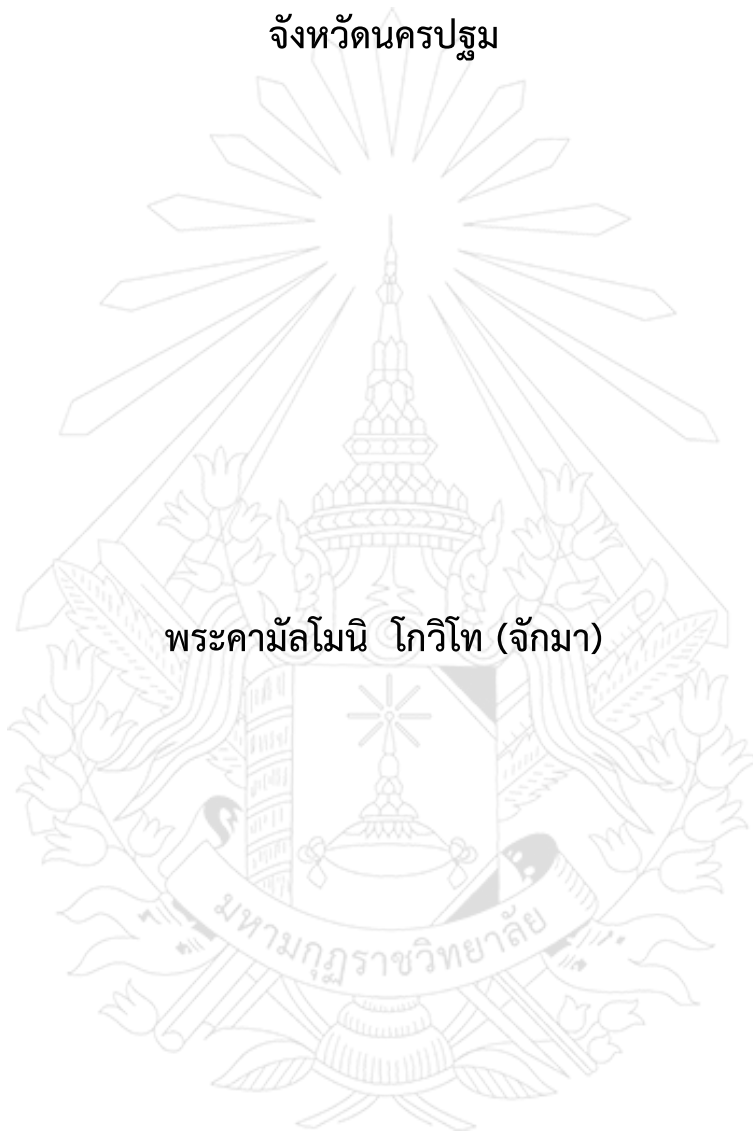 จังหวัดนครปฐม
พระคามัลโมนิ โกวิโท (จักมา)
มหามกุฏราชวิทยาลัย